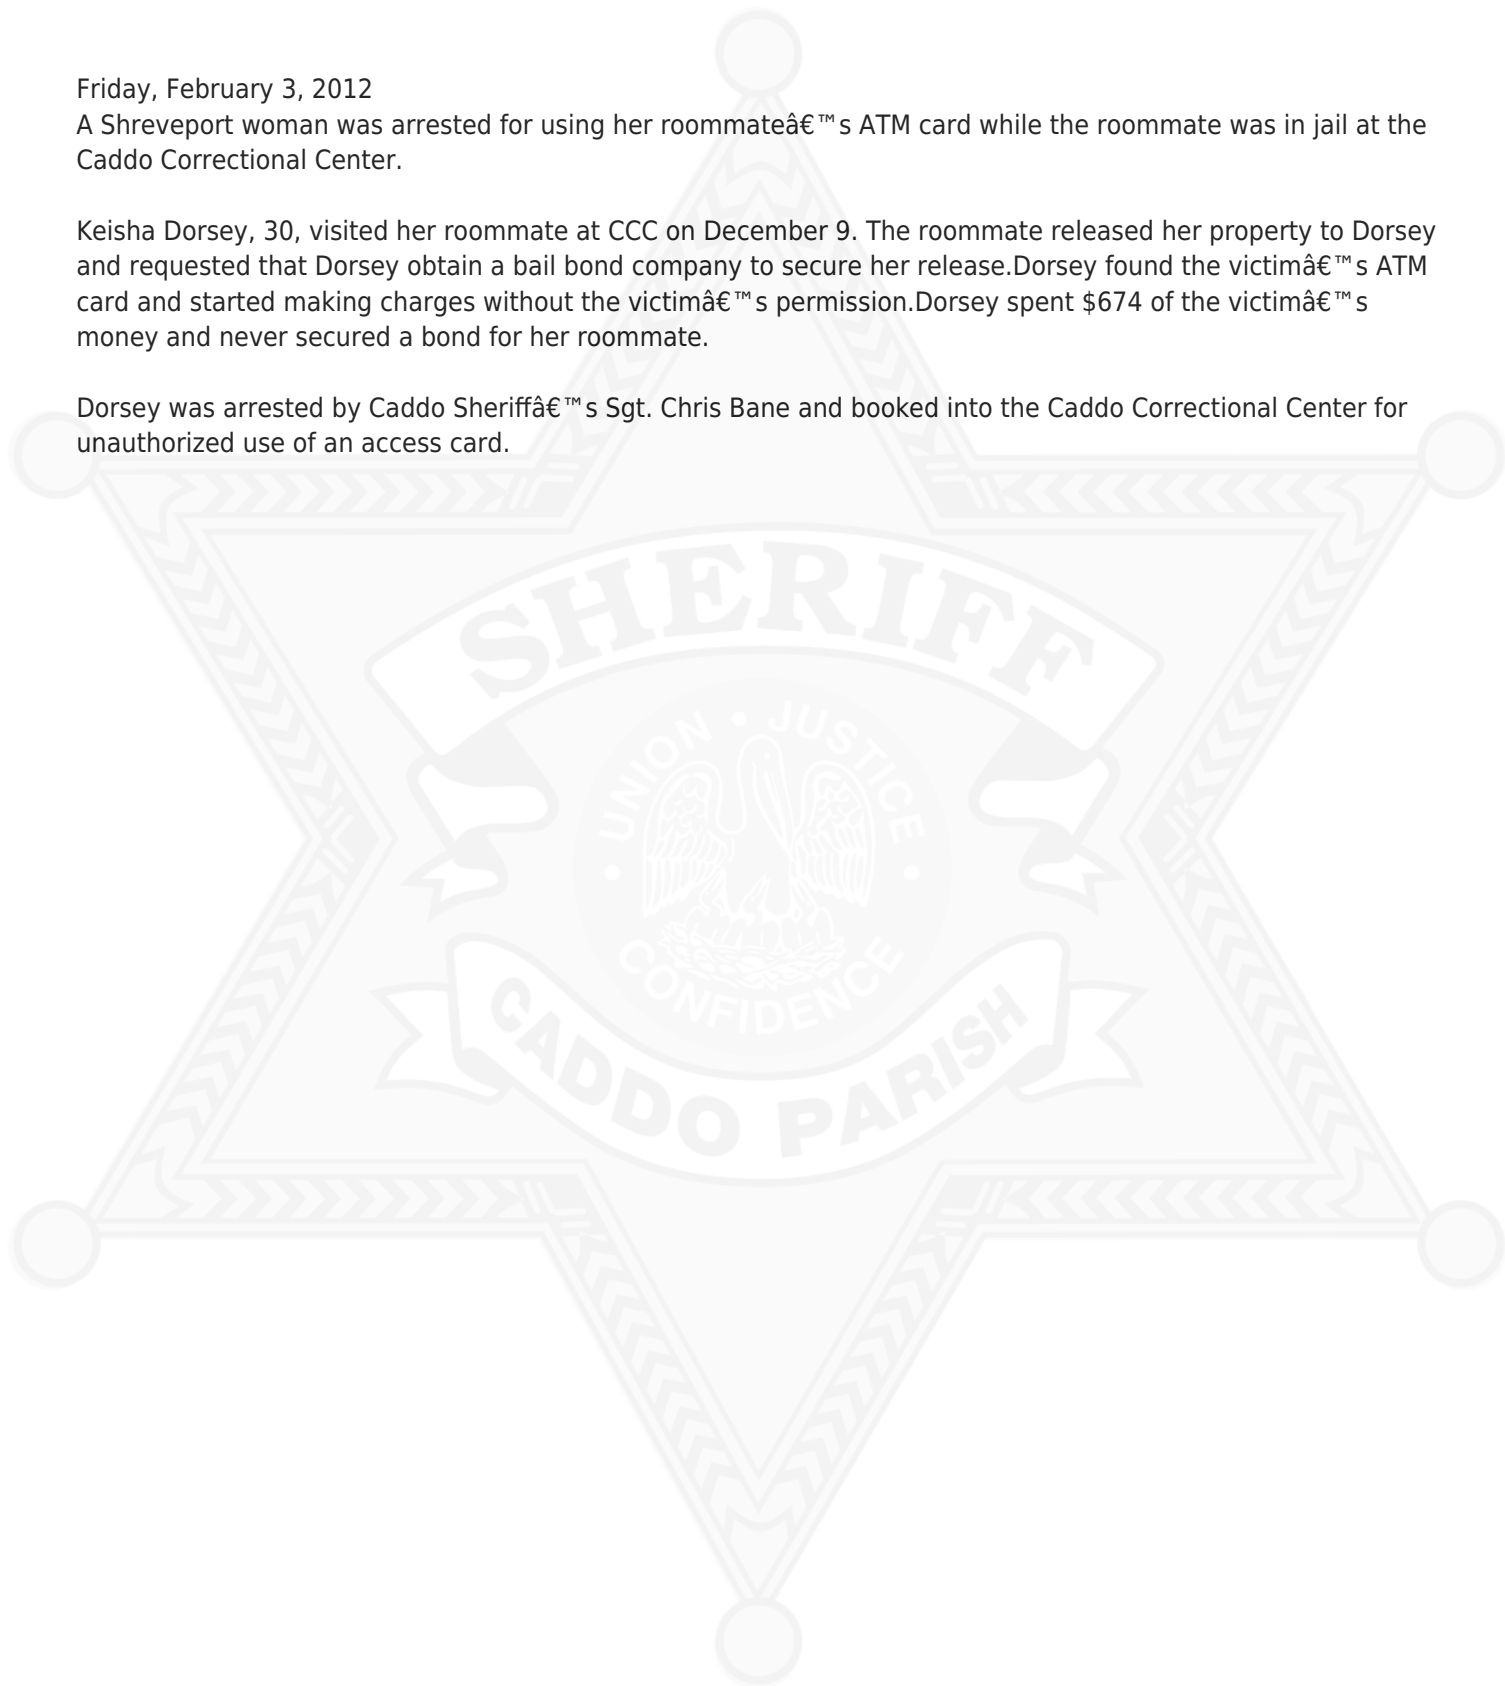 Friday, February 3, 2012
A Shreveport woman was arrested for using her roommateâ€™s ATM card while the roommate was in jail at the
Caddo Correctional Center.
Keisha Dorsey, 30, visited her roommate at CCC on December 9. The roommate released her property to Dorsey
and requested that Dorsey obtain a bail bond company to secure her release.Dorsey found the victimâ€™s ATM
card and started making charges without the victimâ€™s permission.Dorsey spent $674 of the victimâ€™s
money and never secured a bond for her roommate.
Dorsey was arrested by Caddo Sheriffâ€™s Sgt. Chris Bane and booked into the Caddo Correctional Center for
unauthorized use of an access card.
SHERIFF
UNION • JUSTICE
• CONFIDENCE •
CADDO PARISH